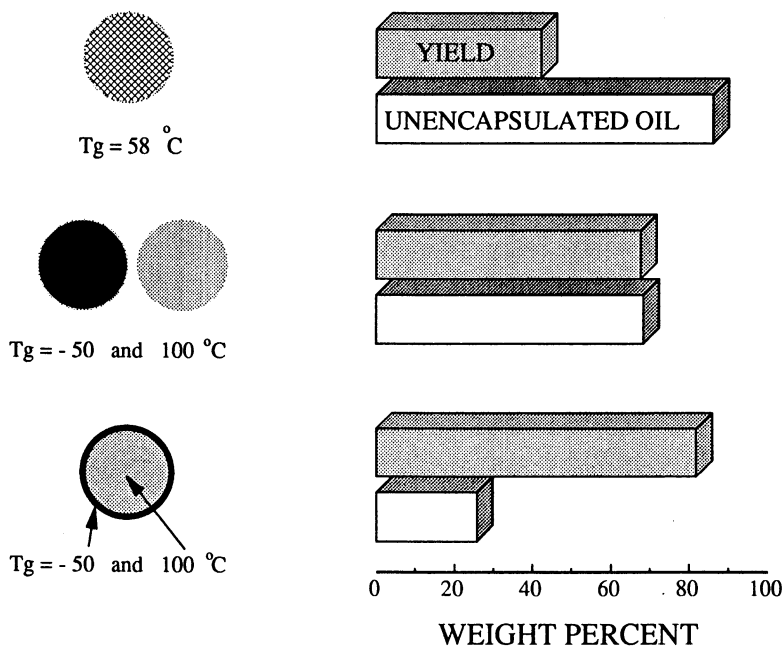 YIELD
UNENCAPSULATED OIL
Tg = 58 °C
Tg = - 50 and 100 °C
Tg = - 50 and 100 °C
0 20 40 60 80 100
WEIGHT PERCENT